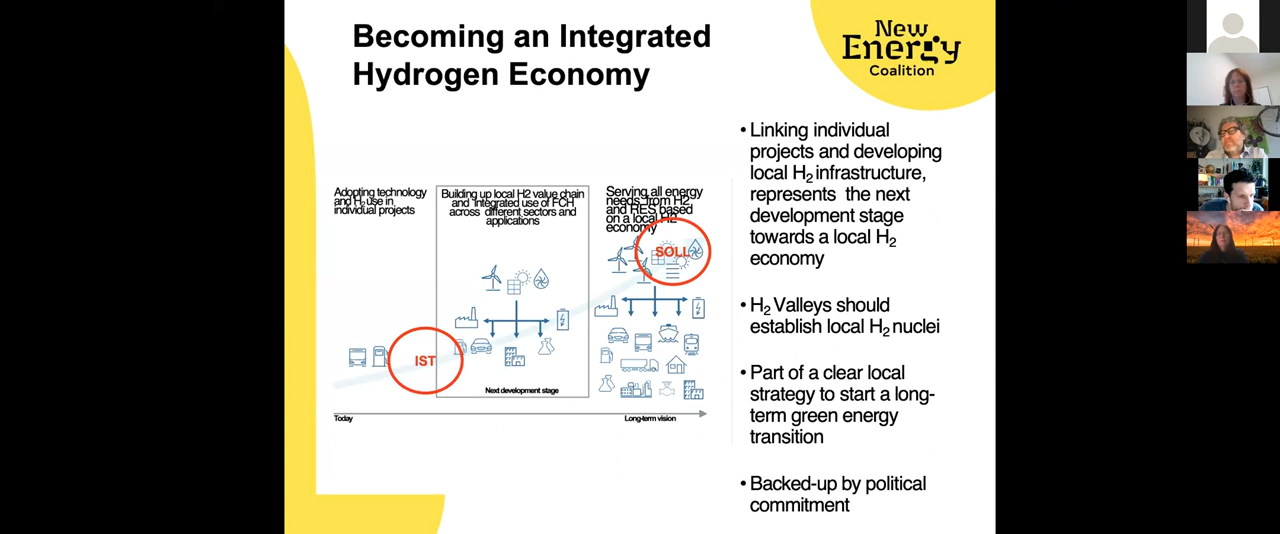 Becoming an Integrated
Hydrogen Economy
New
Energy
Coalition
Adopting technology
and H2 use in
individual projects
Building up local H2 value chain
and integrated use of FCH
across different sectors and
applications
Serving all energy
needs from H2
and RES based
on a local H2
economy
SOLL
IST
Next development stage
Today
Long-term vision
• Linking individual
projects and developing
local H2 infrastructure,
represents the next
development stage
towards a local H2
economy
• H2 Valleys should
establish local H2 nuclei
• Part of a clear local
strategy to start a long-
term green energy
transition
• Backed-up by political
commitment